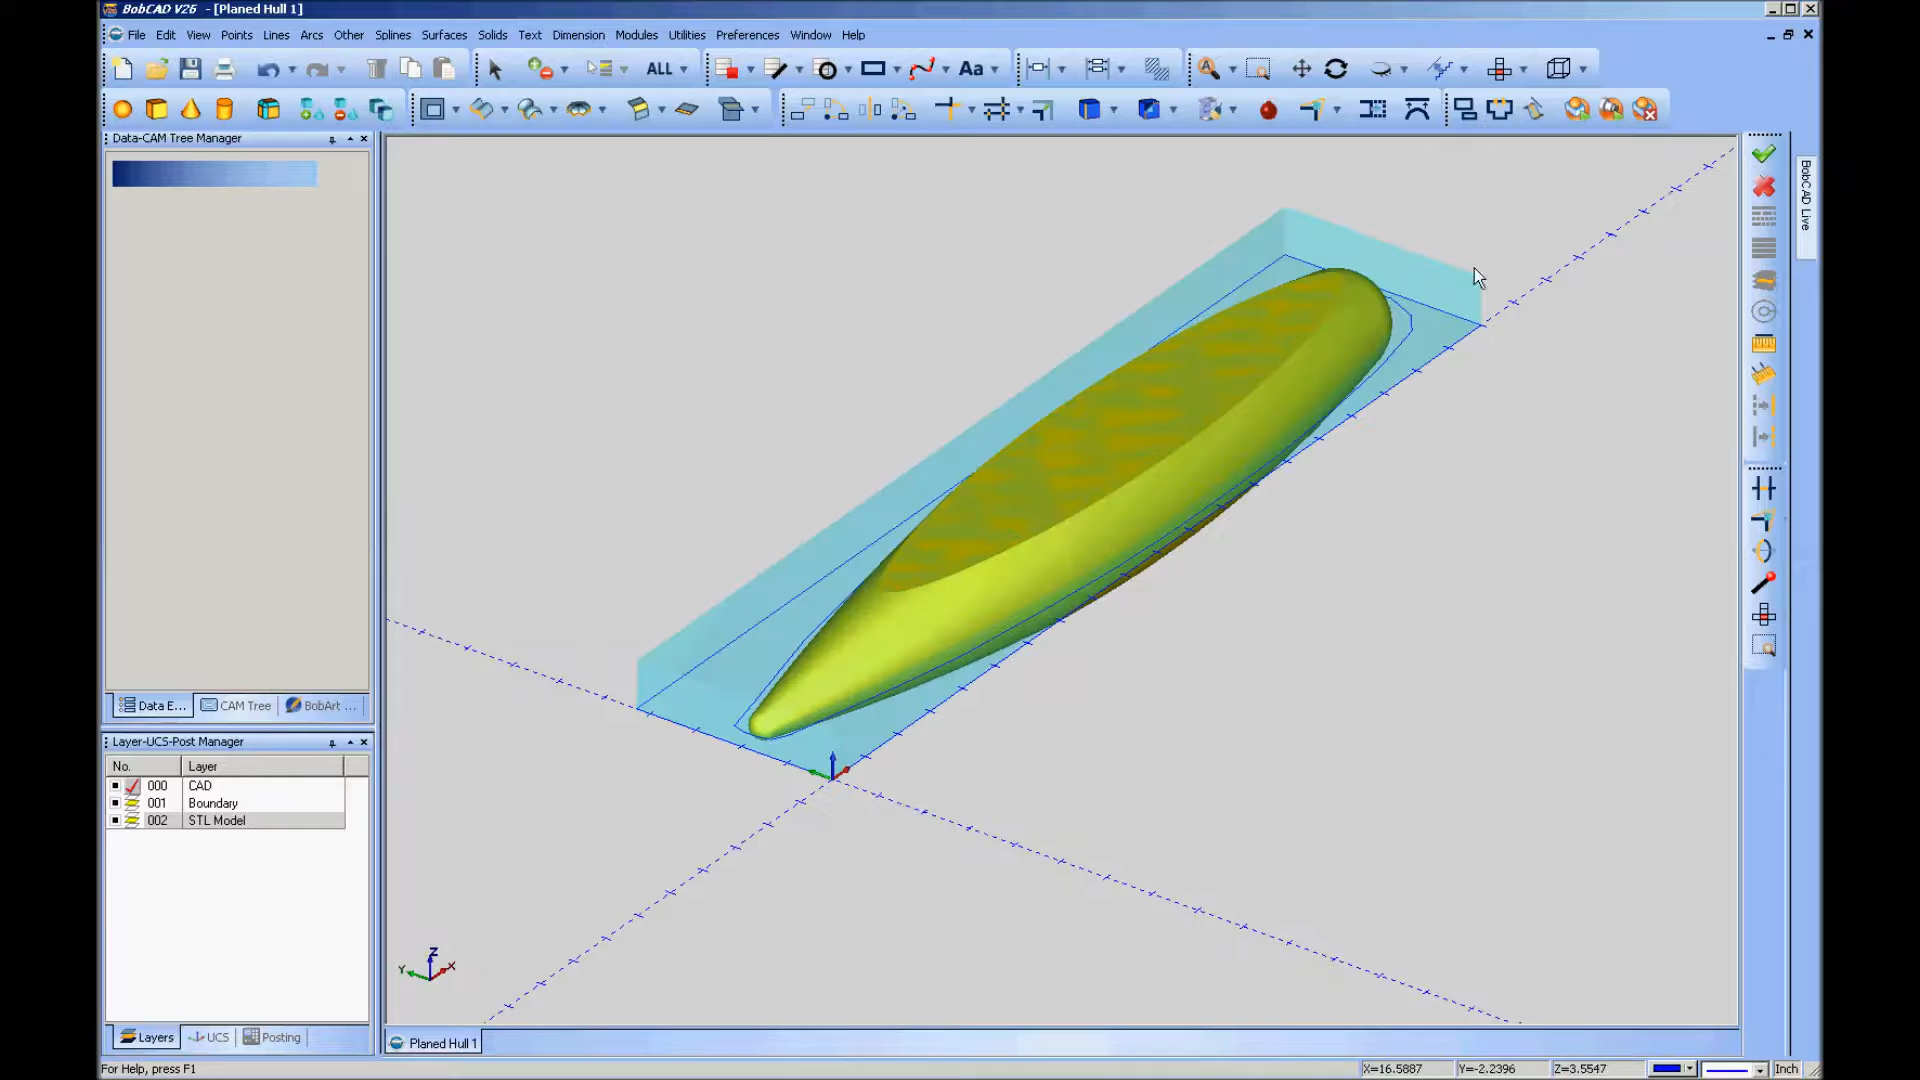 BobCAD V26 - [Planed Hull 1]
File Edit View Points Lines Arcs Other Splines Surfaces Solids Text Dimension Modules Utilities Preferences Window Help
ALL
Aa
Data-CAM Tree Manager
BobCAD Live
Data E... CAM Tree BobArt ...
Layer-UCS-Post Manager
No. Layer
000 CAD
001 Boundary
002 STL Model
Z
Y X
Layers UCS Posting
Planed Hull 1
For Help, press F1
X=16.5887 Y=-2.2396 Z=3.5547 Inch